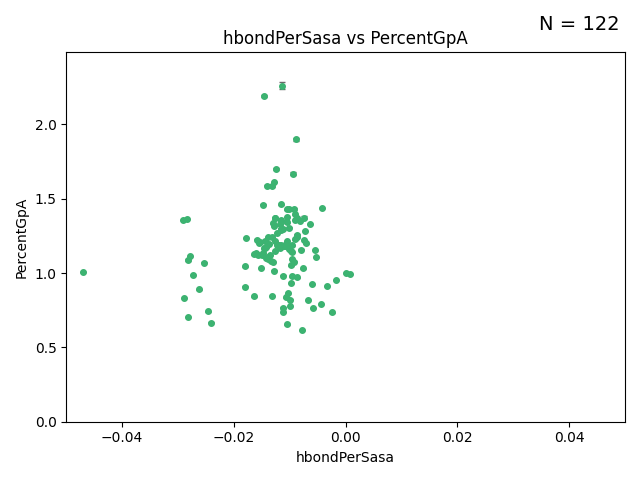 N = 122
hbondPerSasa vs PercentGpA
PercentGpA
2.0
1.5
1.0
0.5
0.0
−0.04 −0.02 0.00 0.02 0.04
hbondPerSasa